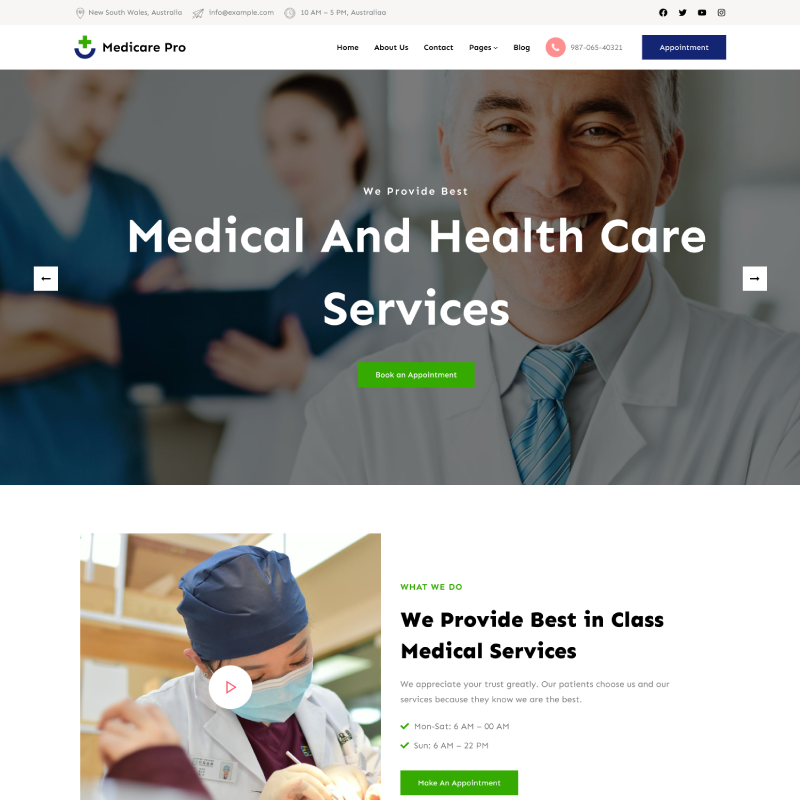 New South Wales, Australia info@example.com 10 AM – 5 PM, Australiaa
Medicare Pro Home About Us Contact Pages Blog 987-065-40321 Appointment
We Provide Best
Medical And Health Care
Services
Book an Appointment
WHAT WE DO
We Provide Best in Class
Medical Services
We appreciate your trust greatly. Our patients choose us and our
services because they know we are the best.
Mon-Sat: 6 AM – 00 AM
Sun: 6 AM – 22 PM
Make An Appointment